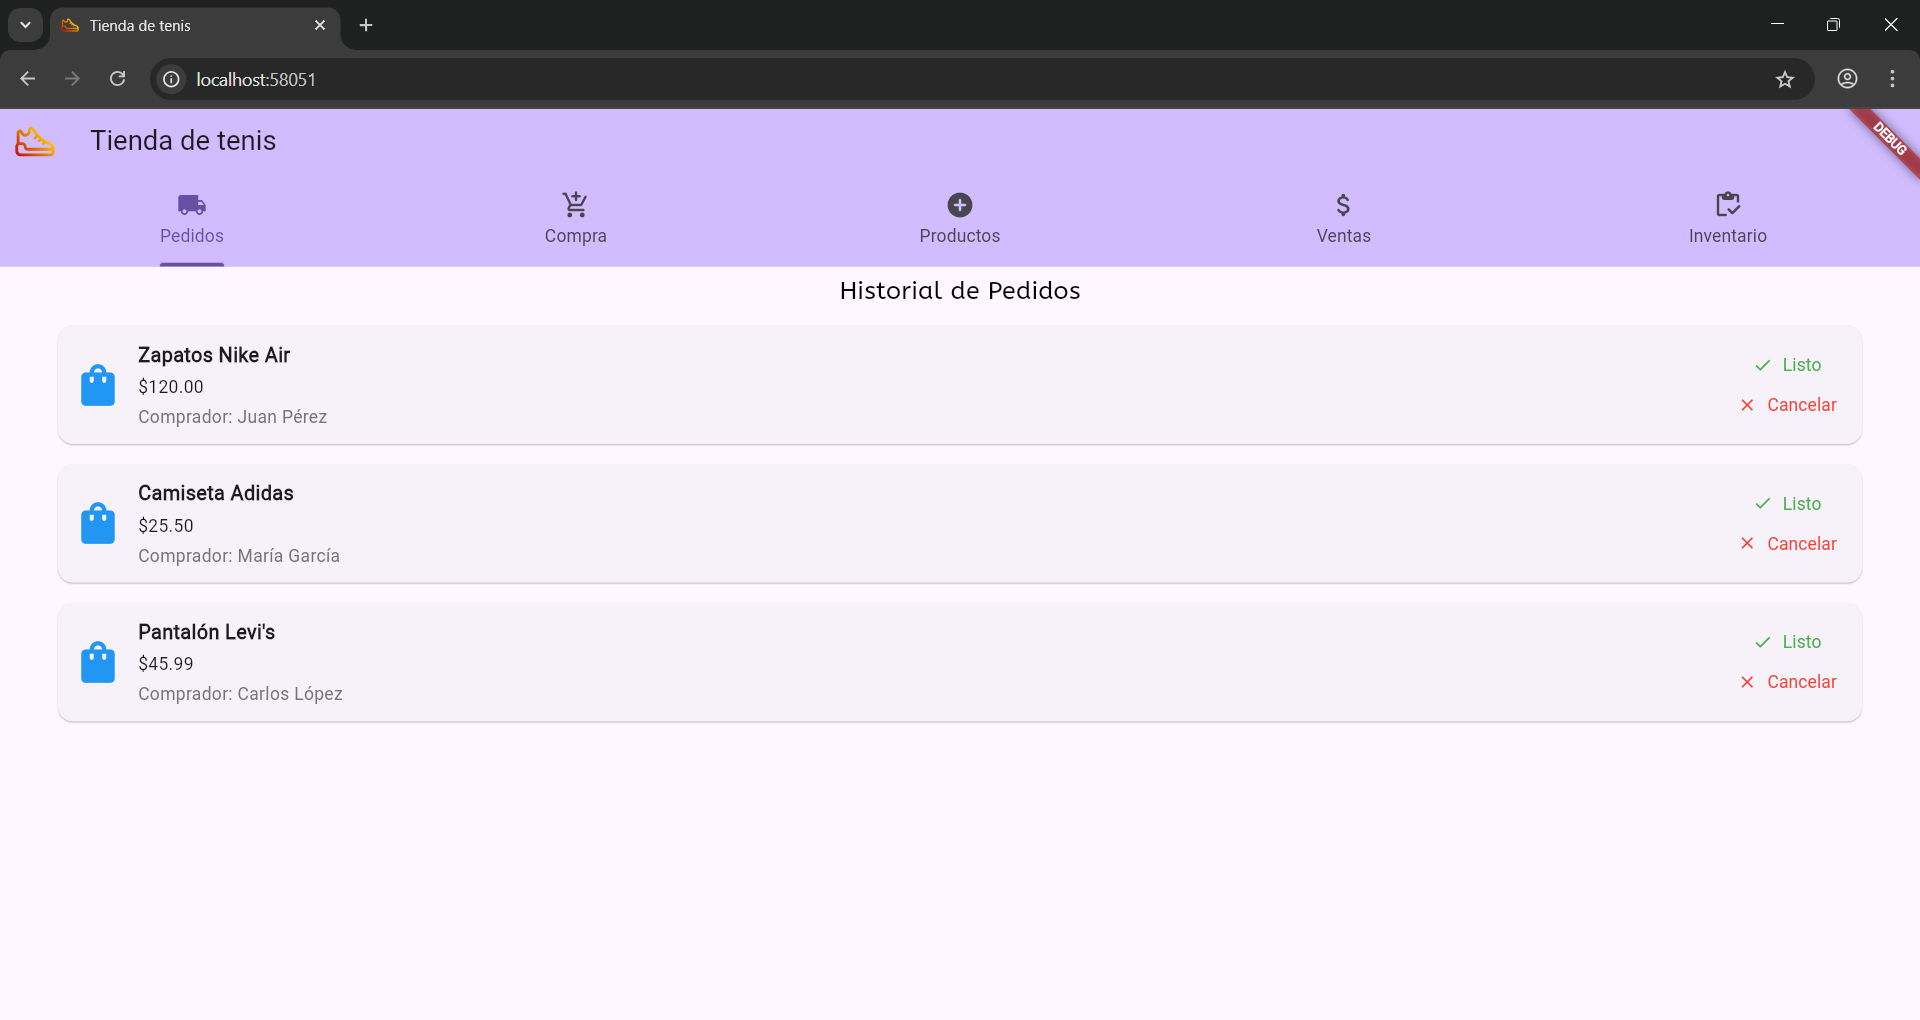 Tienda de tenis
localhost:58051
Tienda de tenis
DEBUG
Pedidos
Compra
Productos
Ventas
Inventario
Historial de Pedidos
Zapatos Nike Air
$120.00
Comprador: Juan Pérez
Listo
Cancelar
Camiseta Adidas
$25.50
Comprador: María García
Listo
Cancelar
Pantalón Levi's
$45.99
Comprador: Carlos López
Listo
Cancelar